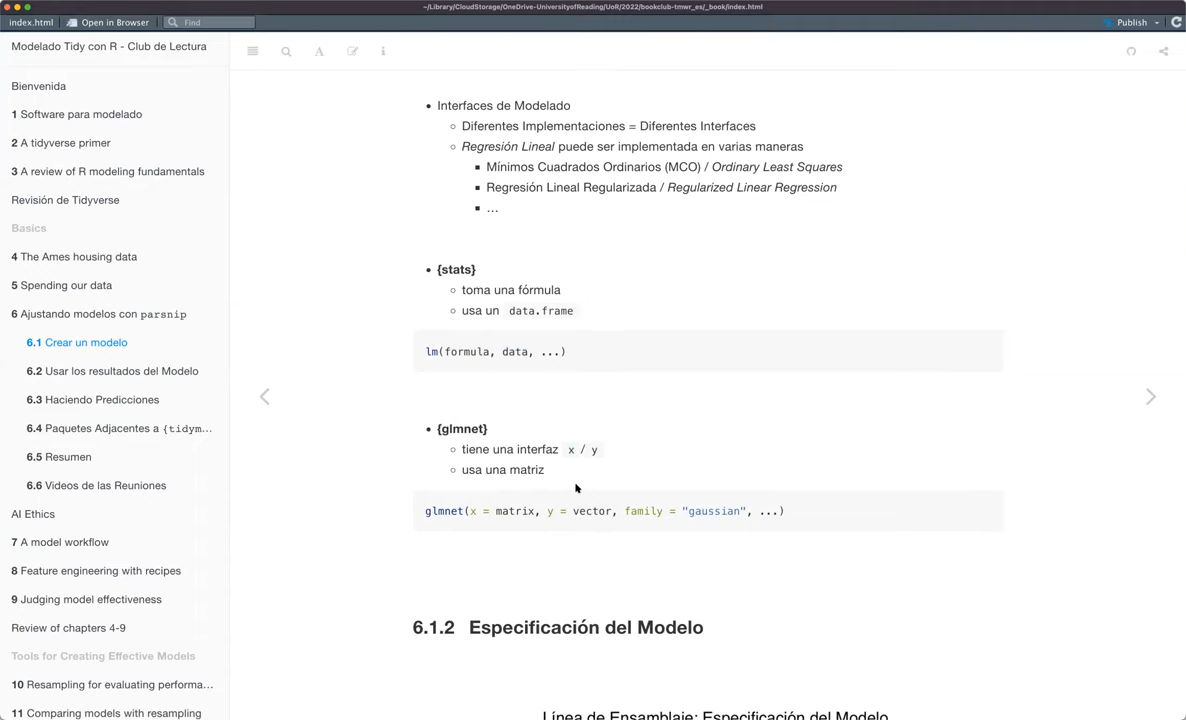 ~/Library/CloudStorage/OneDrive-UniversityofReading/UoR/2022/bookclub-tmwr_es/_book/index.html
index.html
Open in Browser
Find
Publish
Modelado Tidy con R - Club de Lectura
Bienvenida
1 Software para modelado
2 A tidyverse primer
3 A review of R modeling fundamentals
Revisión de Tidyverse
Basics
4 The Ames housing data
5 Spending our data
6 Ajustando modelos con parsnip
6.1 Crear un modelo
6.2 Usar los resultados del Modelo
6.3 Haciendo Predicciones
6.4 Paquetes Adjacentes a {tidym...
6.5 Resumen
6.6 Videos de las Reuniones
AI Ethics
7 A model workflow
8 Feature engineering with recipes
9 Judging model effectiveness
Review of chapters 4-9
Tools for Creating Effective Models
10 Resampling for evaluating performa...
11 Comparing models with resampling
• Interfaces de Modelado
Diferentes Implementaciones = Diferentes Interfaces
Regresión Lineal puede ser implementada en varias maneras
Mínimos Cuadrados Ordinarios (MCO) / Ordinary Least Squares
Regresión Lineal Regularizada / Regularized Linear Regression
...
• {stats}
toma una fórmula
usa un data.frame
lm(formula, data, ...)
• {glmnet}
tiene una interfaz x / y
usa una matriz
glmnet(x = matrix, y = vector, family = "gaussian", ...)
6.1.2 Especificación del Modelo
Línea de Ensamblaje: Especificación del Modelo